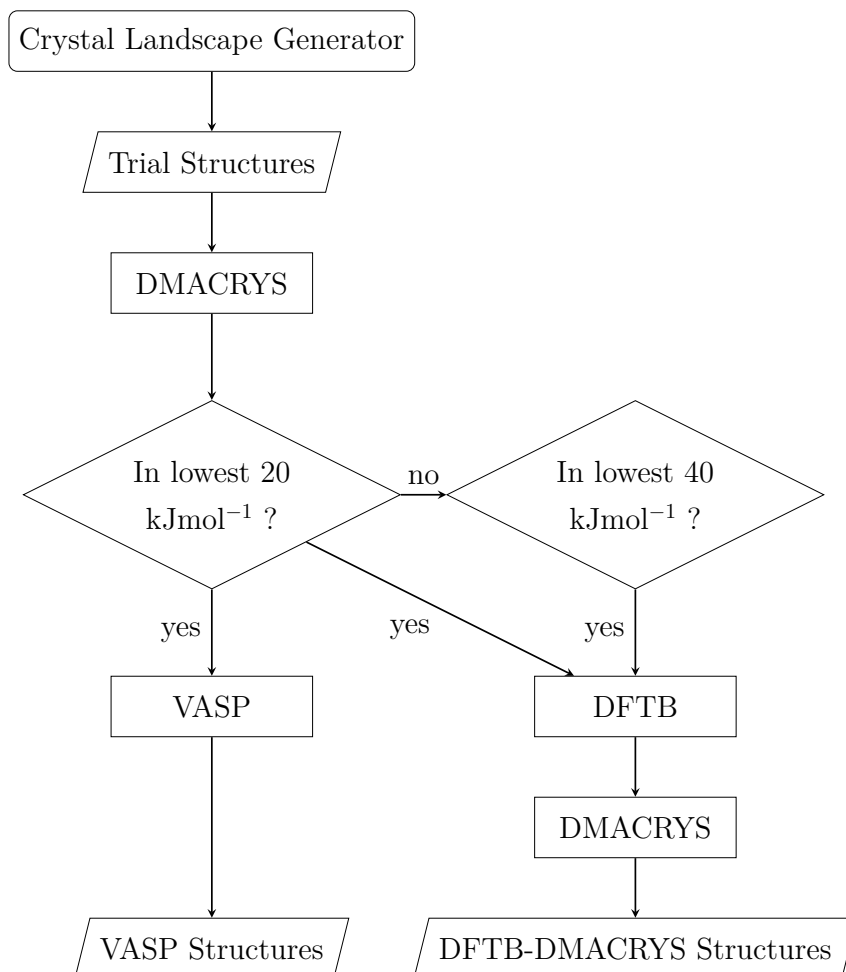 Crystal Landscape Generator
Trial Structures
DMACRYS
In lowest 20
kJmol⁻¹ ?
no
In lowest 40
kJmol⁻¹ ?
yes
yes
yes
VASP
DFTB
DMACRYS
VASP Structures
DFTB-DMACRYS Structures